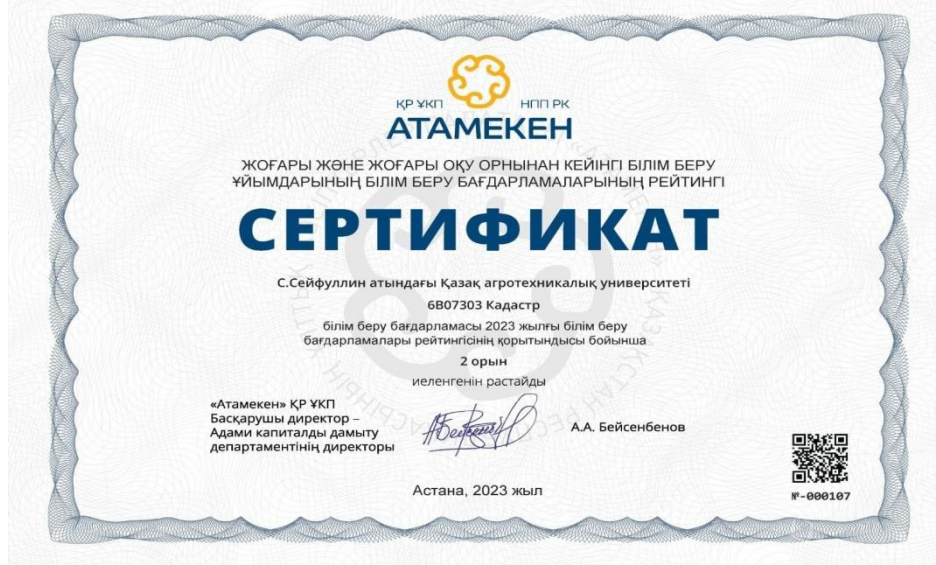 ҚР ҰКП НПП РК
АТАМЕКЕН
ЖОҒАРЫ ЖӘНЕ ЖОҒАРЫ ОҚУ ОРНЫНАН КЕЙІНГІ БІЛІМ БЕРУ
ҰЙЫМДАРЫНЫҢ БІЛІМ БЕРУ БАҒДАРЛАМАЛАРЫНЫҢ РЕЙТИНГІ
СЕРТИФИКАТ
С.Сейфуллин атындағы Қазақ агротехникалық университеті
6В07303 Кадастр
білім беру бағдарламасы 2023 жылғы білім беру
бағдарламалары рейтингісінің қорытындысы бойынша
2 орын
иеленгенін растайды
«Атамекен» ҚР ҰКП
Басқарушы директор –
Адами капиталды дамыту
департаментінің директоры
А.А. Бейсенбенов
Астана, 2023 жыл
№-000107